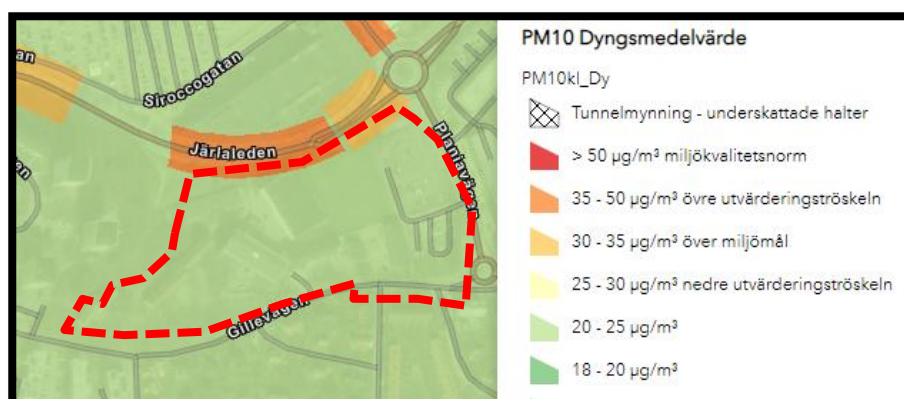 PM10 Dyngsmedelvärde
PM10kl_Dy
Tunnelmynning - underskattade halter
> 50 µg/m³ miljökvalitetsnorm
35 - 50 µg/m³ övre utvärderingströskeln
30 - 35 µg/m³ över miljömål
25 - 30 µg/m³ nedre utvärderingströskeln
20 - 25 µg/m³
18 - 20 µg/m³
an
Siroccogatan
Järlaleden
Planiavägen
en
Gillevägen